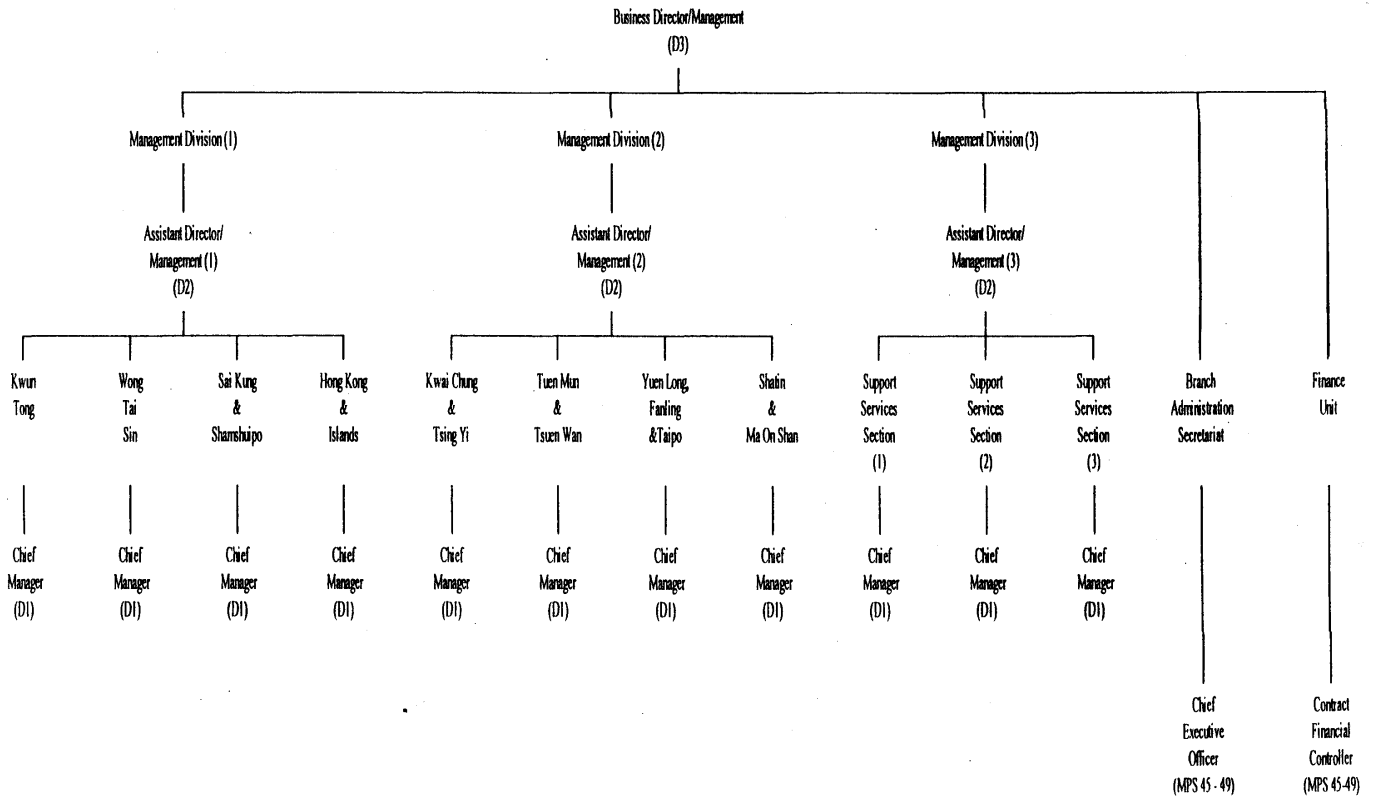 Business Director/Management
(D3)
Management Division (1)
Management Division (2)
Management Division (3)
Assistant Director/
Management (1)
(D2)
Assistant Director/
Management (2)
(D2)
Assistant Director/
Management (3)
(D2)
Kwun
Tong
Wong
Tai
Sin
Sai Kung
&
Shamshuipo
Hong Kong
&
Islands
Kwai Chung
&
Tsing Yi
Tuen Mun
&
Tsuen Wan
Yuen Long,
Fanling
&Taipo
Shatin
&
Ma On Shan
Support
Services
Section
(1)
Support
Services
Section
(2)
Support
Services
Section
(3)
Branch
Administration
Secretariat
Finance
Unit
Chief
Manager
(D1)
Chief
Manager
(D1)
Chief
Manager
(D1)
Chief
Manager
(D1)
Chief
Manager
(D1)
Chief
Manager
(D1)
Chief
Manager
(D1)
Chief
Manager
(D1)
Chief
Manager
(D1)
Chief
Manager
(D1)
Chief
Manager
(D1)
Chief
Executive
Officer
(MPS 45 - 49)
Contract
Financial
Controller
(MPS 45-49)